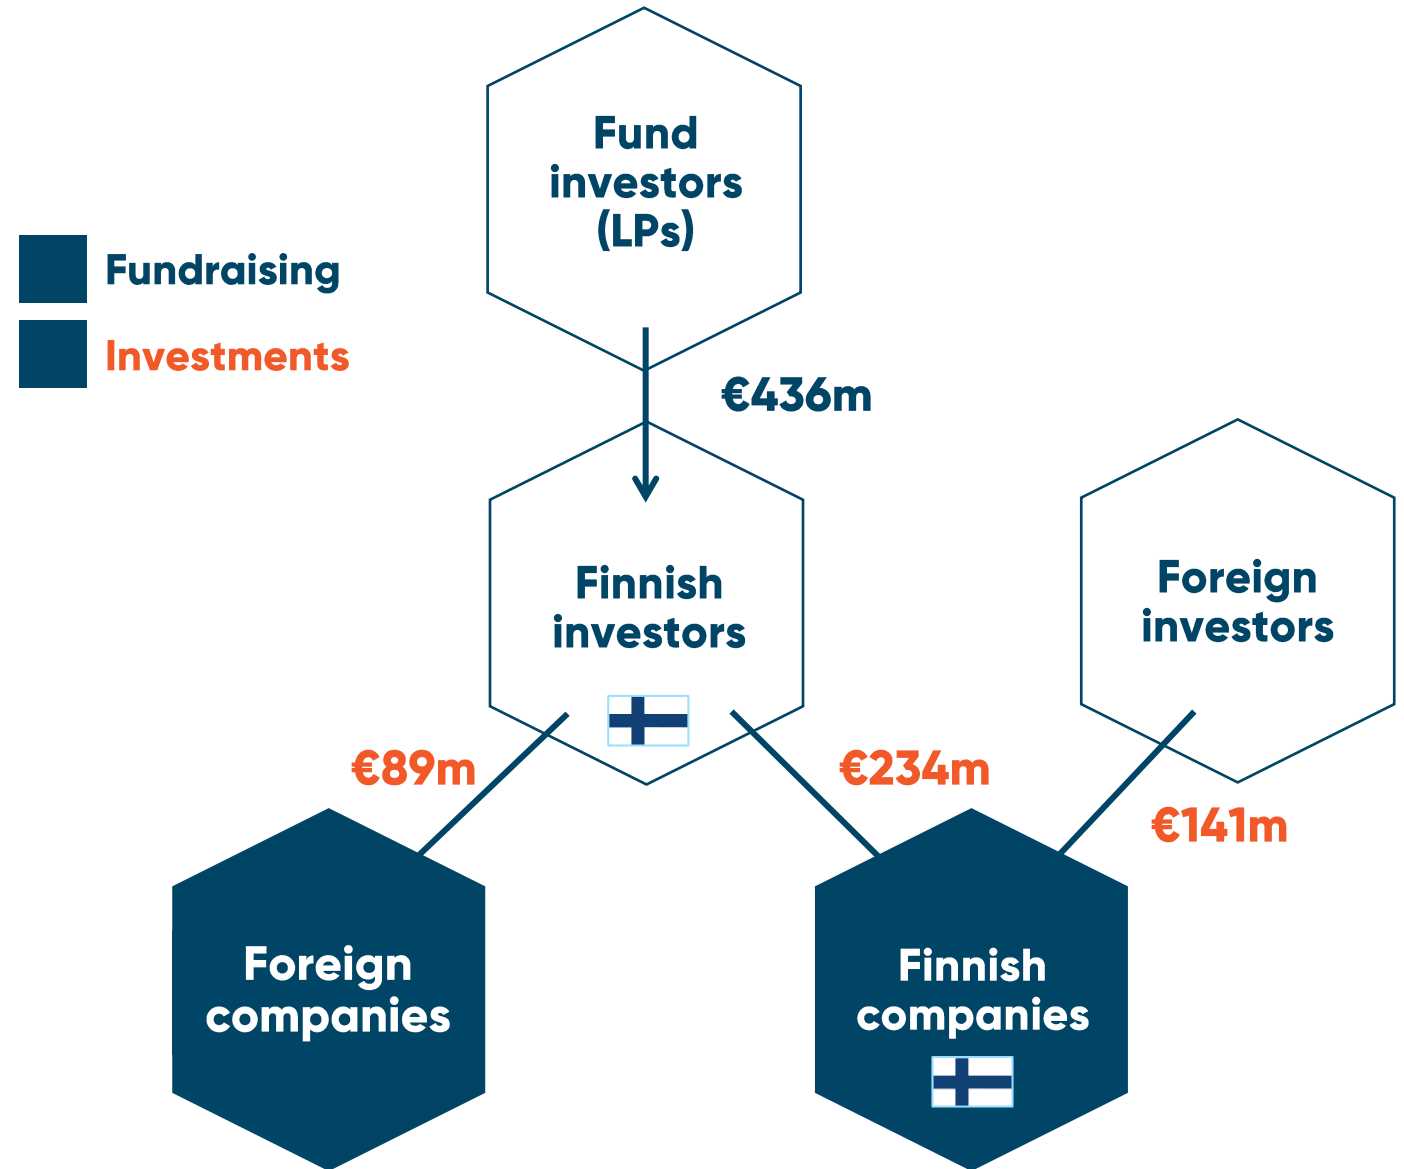 Fund
investors
(LPs)
Fundraising
Investments
€436m
Finnish
investors
Foreign
investors
€89m
€234m
€141m
Foreign
companies
Finnish
companies